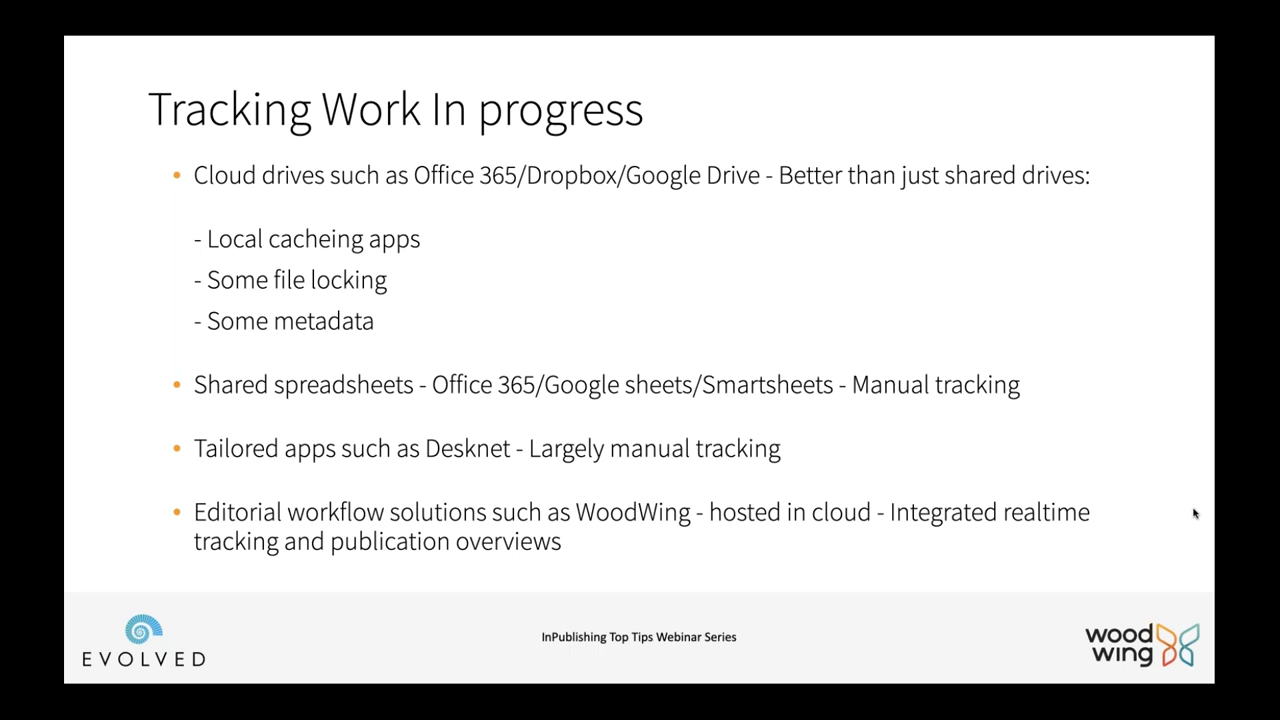 Tracking Work In progress
• Cloud drives such as Office 365/Dropbox/Google Drive - Better than just shared drives:
- Local cacheing apps
- Some file locking
- Some metadata
• Shared spreadsheets - Office 365/Google sheets/Smartsheets - Manual tracking
• Tailored apps such as Desknet - Largely manual tracking
• Editorial workflow solutions such as WoodWing - hosted in cloud - Integrated realtime
tracking and publication overviews
EVOLVED
InPublishing Top Tips Webinar Series
wood
wing